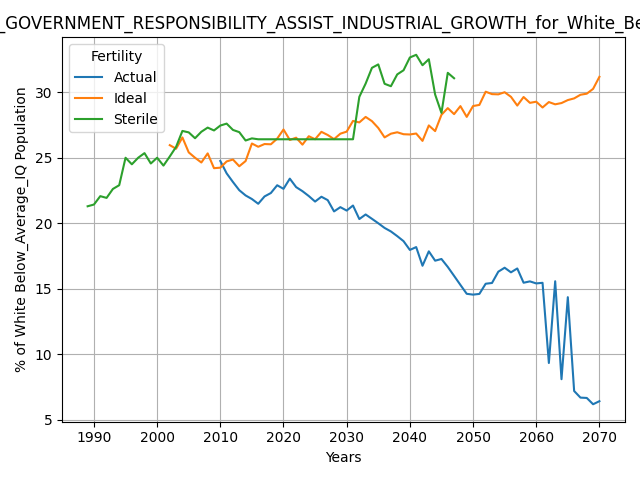 _GOVERNMENT_RESPONSIBILITY_ASSIST_INDUSTRIAL_GROWTH_for_White_Be
Fertility
Actual
Ideal
Sterile
% of White Below_Average_IQ Population
30
25
20
15
10
5
1990 2000 2010 2020 2030 2040 2050 2060 2070
Years